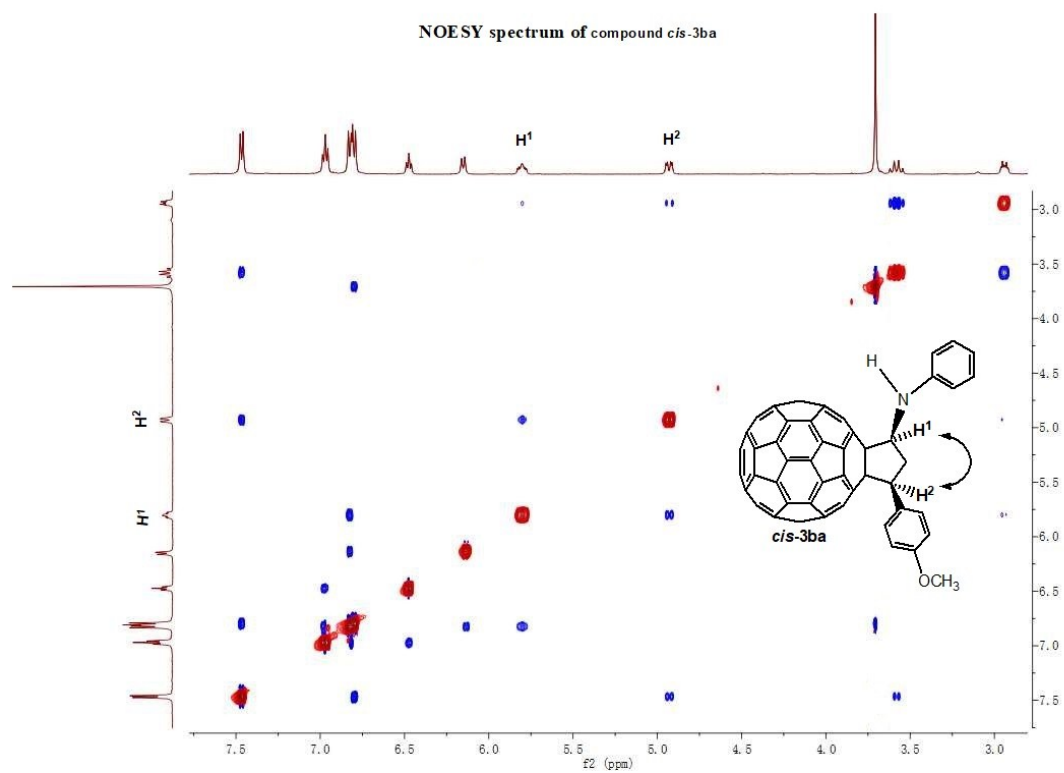 NOESY spectrum of compound cis-3ba
H1 H2
3.0
3.5
4.0
4.5
5.0
5.5
6.0
6.5
7.0
7.5
H2
H1
H
N
H1
H2
cis-3ba
OCH3
7.5 7.0 6.5 6.0 5.5 5.0 4.5 4.0 3.5 3.0
f2 (ppm)